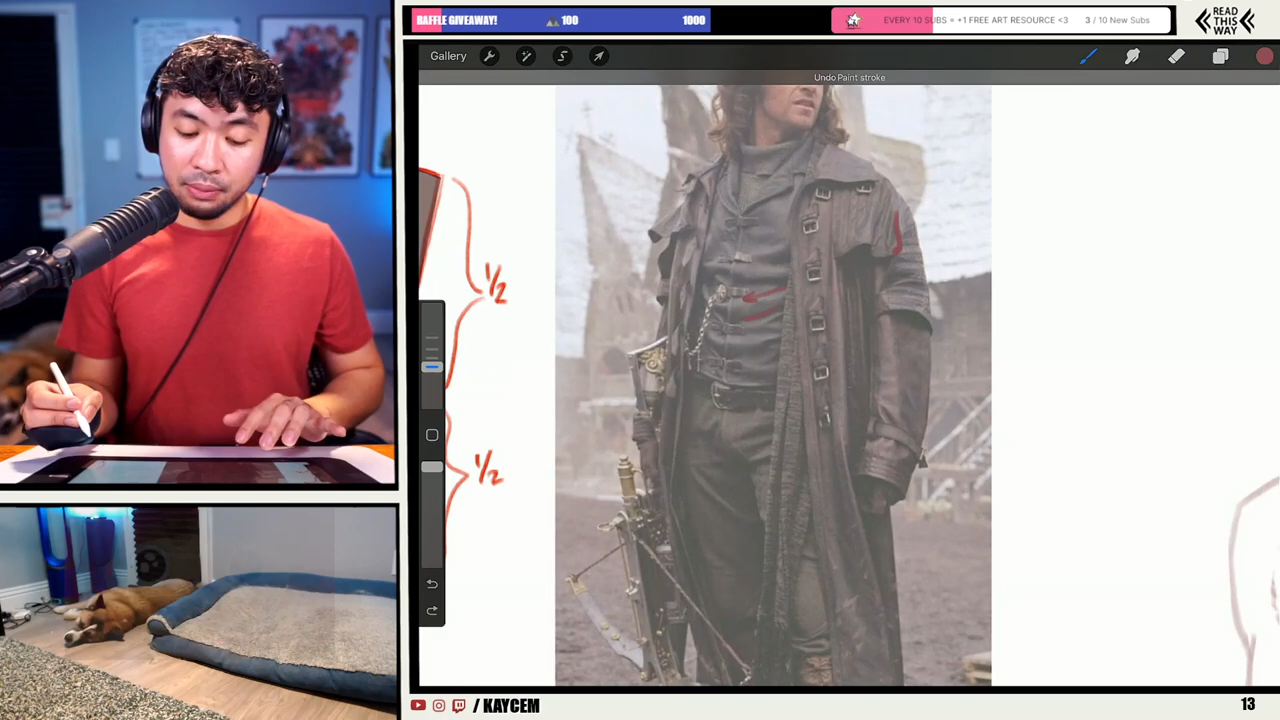 RAFFLE GIVEAWAY! 100 1000
EVERY 10 SUBS = +1 FREE ART RESOURCE <3 3 / 10 New Subs
READ
THIS
WAY
Gallery
Undo Paint stroke
1/2
1/2
/ KAYCEM
13